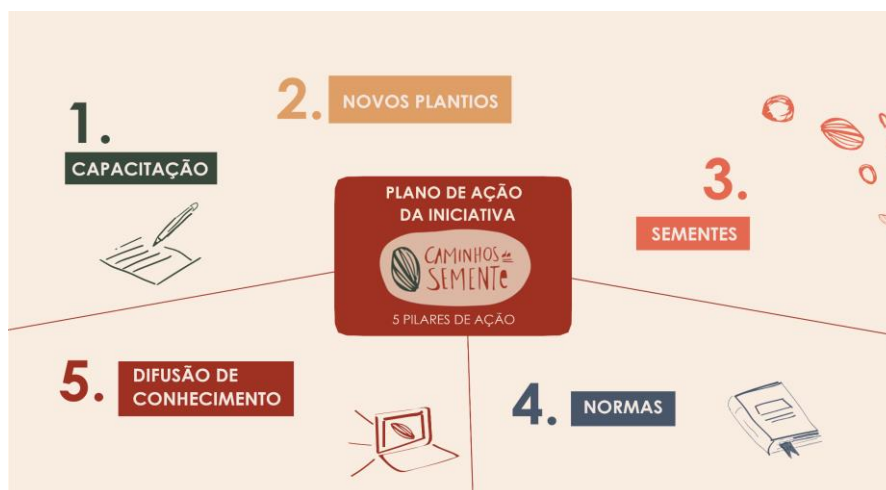 1.
CAPACITAÇÃO
2.
NOVOS PLANTIOS
3.
SEMENTES
PLANO DE AÇÃO
DA INICIATIVA
CAMINHOS da
SEMENTE
5 PILARES DE AÇÃO
5.
DIFUSÃO DE
CONHECIMENTO
4.
NORMAS